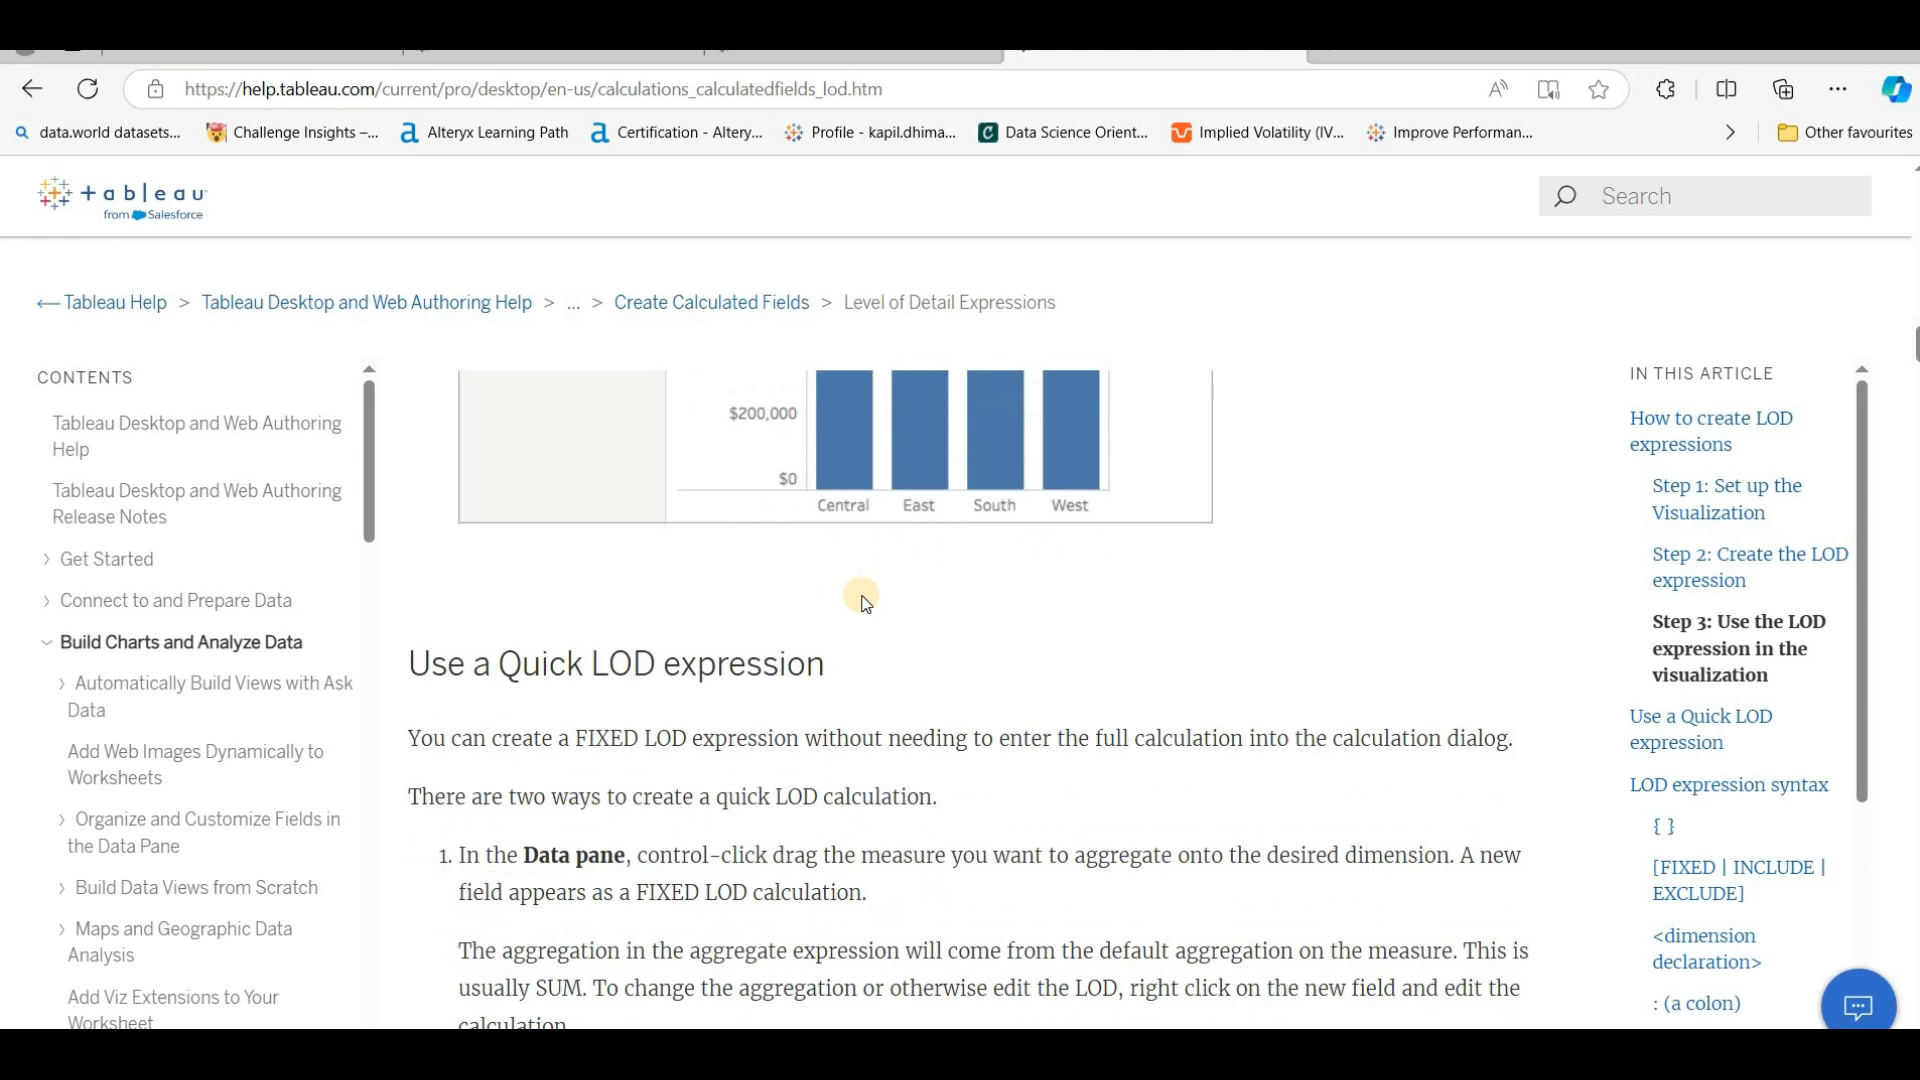 https://help.tableau.com/current/pro/desktop/en-us/calculations_calculatedfields_lod.htm
data.world datasets... Challenge Insights –... Alteryx Learning Path Certification - Altery... Profile - kapil.dhima... Data Science Orient... Implied Volatility (IV... Improve Performan... Other favourites
+ a b l e a u
from Salesforce
Search
Tableau Help > Tableau Desktop and Web Authoring Help > ... > Create Calculated Fields > Level of Detail Expressions
CONTENTS
Tableau Desktop and Web Authoring
Help
Tableau Desktop and Web Authoring
Release Notes
Get Started
Connect to and Prepare Data
Build Charts and Analyze Data
Automatically Build Views with Ask
Data
Add Web Images Dynamically to
Worksheets
Organize and Customize Fields in
the Data Pane
Build Data Views from Scratch
Maps and Geographic Data
Analysis
Add Viz Extensions to Your
Worksheet
$200,000
$0
Central East South West
Use a Quick LOD expression
You can create a FIXED LOD expression without needing to enter the full calculation into the calculation dialog.
There are two ways to create a quick LOD calculation.
1. In the Data pane, control-click drag the measure you want to aggregate onto the desired dimension. A new
field appears as a FIXED LOD calculation.
The aggregation in the aggregate expression will come from the default aggregation on the measure. This is
usually SUM. To change the aggregation or otherwise edit the LOD, right click on the new field and edit the
calculation.
IN THIS ARTICLE
How to create LOD
expressions
Step 1: Set up the
Visualization
Step 2: Create the LOD
expression
Step 3: Use the LOD
expression in the
visualization
Use a Quick LOD
expression
LOD expression syntax
{ }
[FIXED | INCLUDE |
EXCLUDE]
<dimension
declaration>
: (a colon)